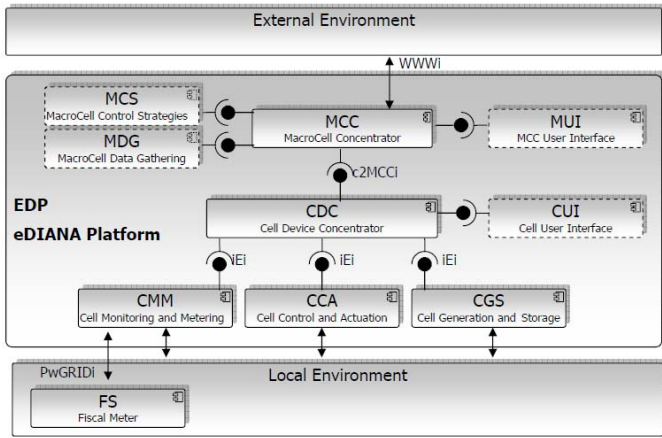 External Environment
WWWi
MCS
MacroCell Control Strategies
MDG
MacroCell Data Gathering
MCC
MacroCell Concentrator
MUI
MCC User Interface
c2MCCi
EDP
eDIANA Platform
CDC
Cell Device Concentrator
CUI
Cell User Interface
iEi
iEi
iEi
CMM
Cell Monitoring and Metering
CCA
Cell Control and Actuation
CGS
Cell Generation and Storage
PwGRIDi
Local Environment
FS
Fiscal Meter